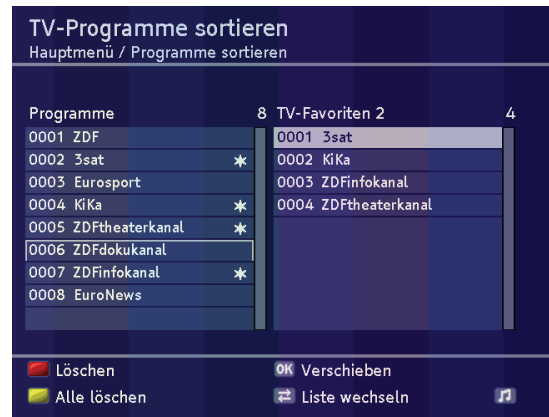 TV-Programme sortieren
Hauptmenü / Programme sortieren
Programme 8
0001 ZDF
0002 3sat *
0003 Eurosport
0004 KiKa *
0005 ZDFtheaterkanal *
0006 ZDFdokukanal
0007 ZDFinfokanal *
0008 EuroNews
TV-Favoriten 2 4
0001 3sat
0002 KiKa
0003 ZDFinfokanal
0004 ZDFtheaterkanal
Löschen
OK Verschieben
Alle löschen
Liste wechseln